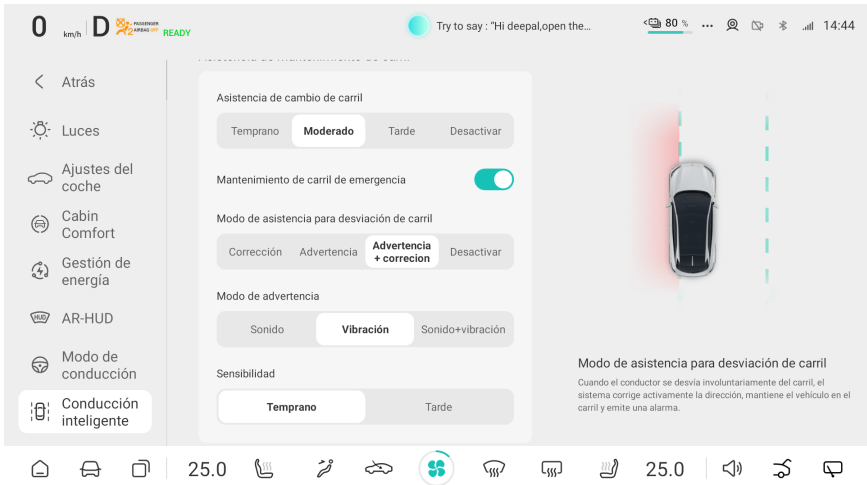 0 km/h D PASSENGER
AIRBAG OFF READY
Try to say : “Hi deepal,open the...
80 %
14:44
Atrás
Luces
Ajustes del
coche
Cabin
Comfort
Gestión de
energía
HUD AR-HUD
Modo de
conducción
Conducción
inteligente
Asistencia de cambio de carril
Temprano Moderado Tarde Desactivar
Mantenimiento de carril de emergencia
Modo de asistencia para desviación de carril
Corrección Advertencia Advertencia
+ correcion Desactivar
Modo de advertencia
Sonido Vibración Sonido+vibración
Sensibilidad
Temprano Tarde
Modo de asistencia para desviación de carril
Cuando el conductor se desvía involuntariamente del carril, el
sistema corrige activamente la dirección, mantiene el vehículo en el
carril y emite una alarma.
25.0 25.0